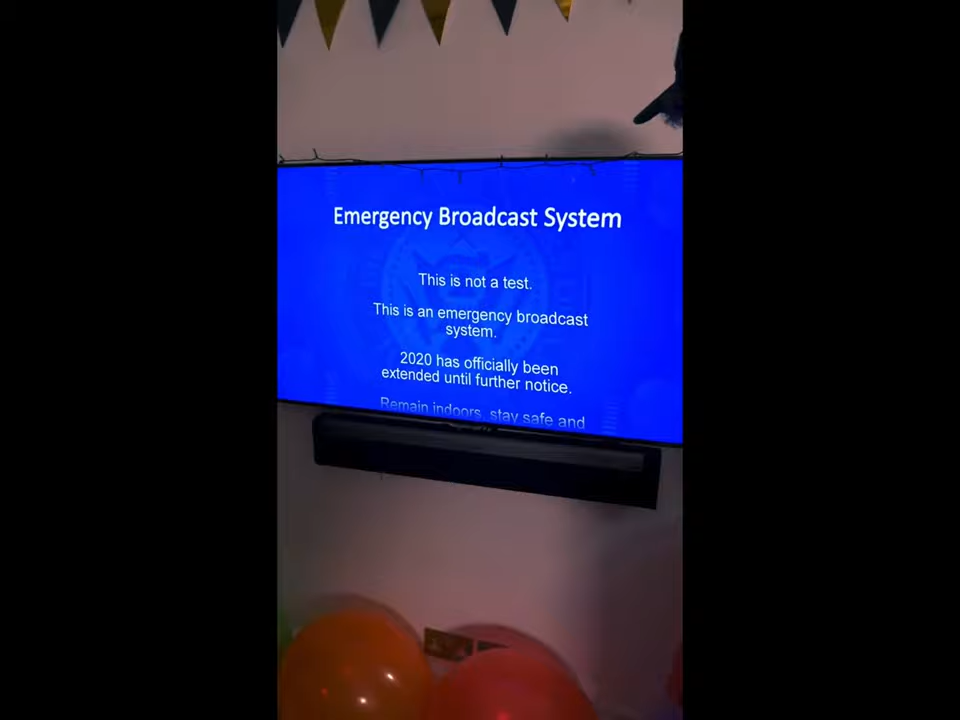 Emergency Broadcast System
This is not a test.
This is an emergency broadcast
system.
2020 has officially been
extended until further notice.
Remain indoors, stay safe and